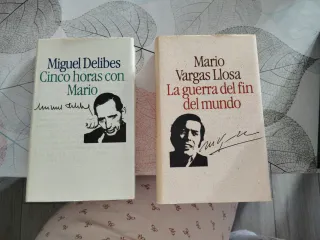 Miguel Delibes
Cinco horas con
Mario
Mario
Vargas Llosa
La guerra del fin
del mundo